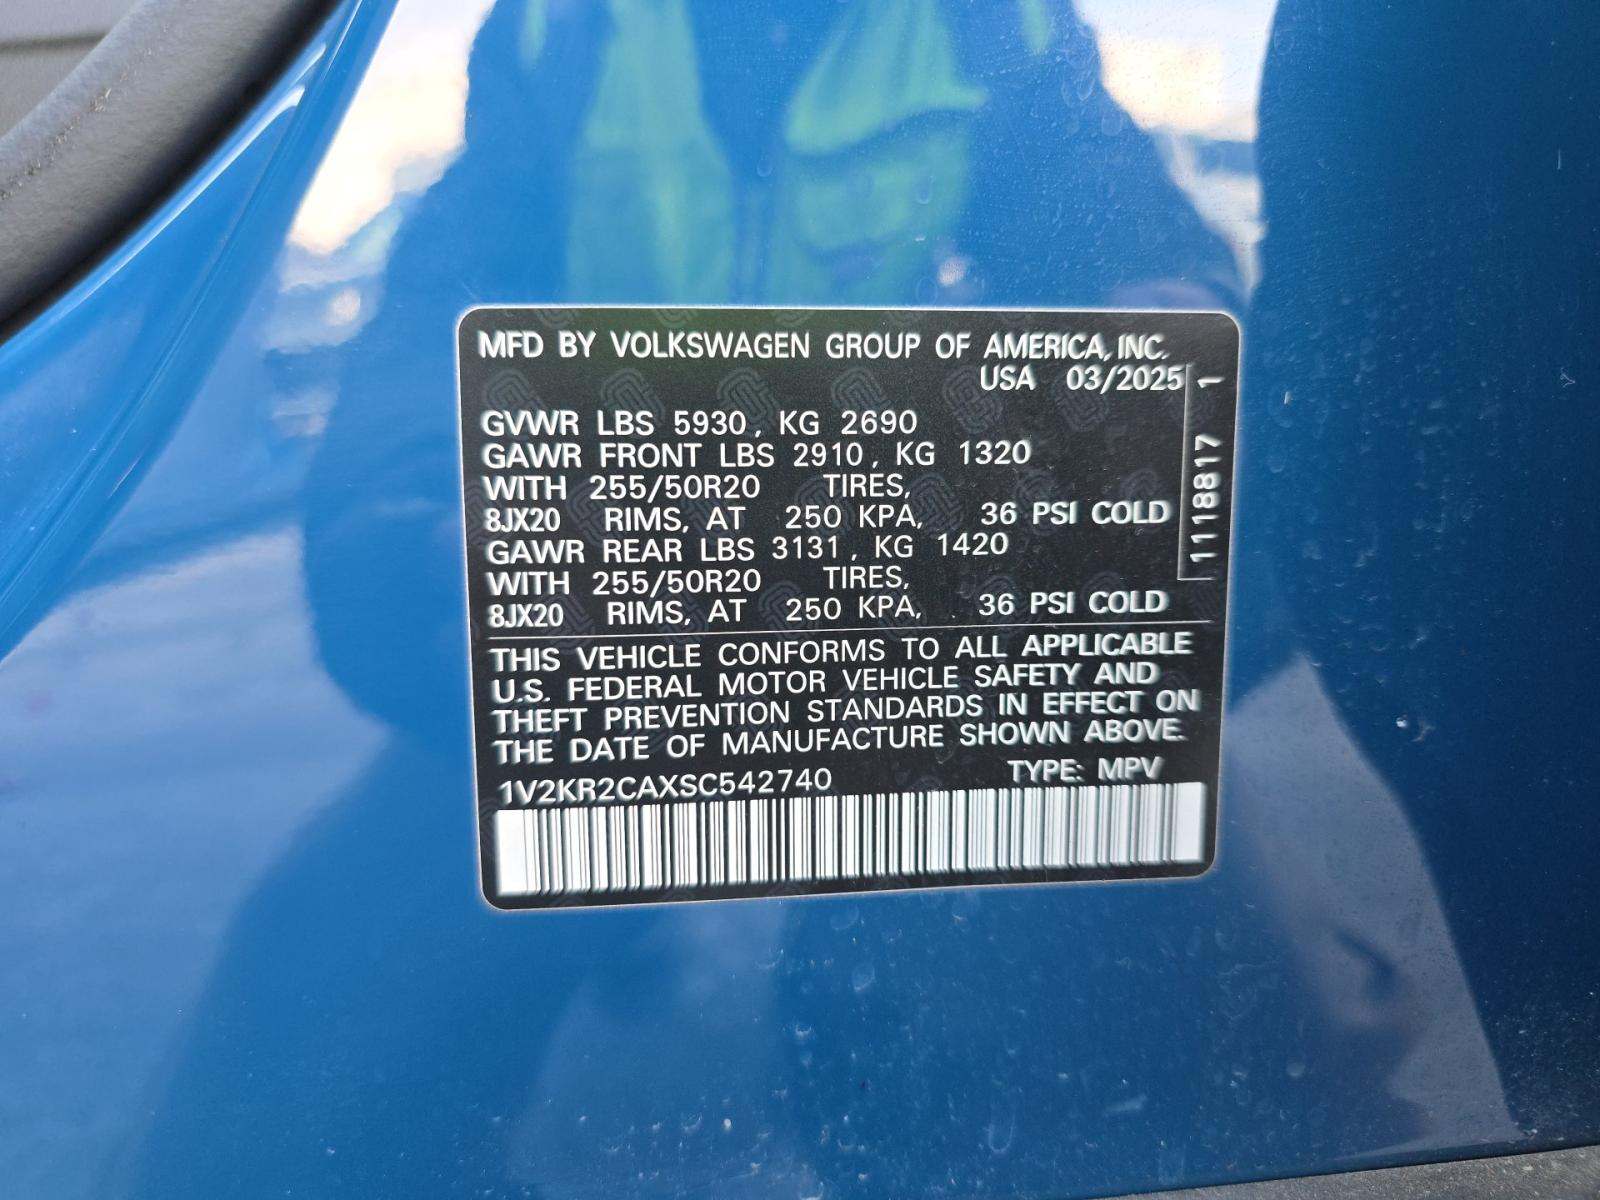 MFD BY VOLKSWAGEN GROUP OF AMERICA, INC.
USA 03/2025
GVWR LBS 5930, KG 2690
GAWR FRONT LBS 2910, KG 1320
WITH 255/50R20 TIRES,
8JX20 RIMS, AT 250 KPA, 36 PSI COLD
GAWR REAR LBS 3131, KG 1420
WITH 255/50R20 TIRES,
8JX20 RIMS, AT 250 KPA, 36 PSI COLD
THIS VEHICLE CONFORMS TO ALL APPLICABLE
U.S. FEDERAL MOTOR VEHICLE SAFETY AND
THEFT PREVENTION STANDARDS IN EFFECT ON
THE DATE OF MANUFACTURE SHOWN ABOVE.
1V2KR2CAXSC542740 TYPE: MPV
1118817 1